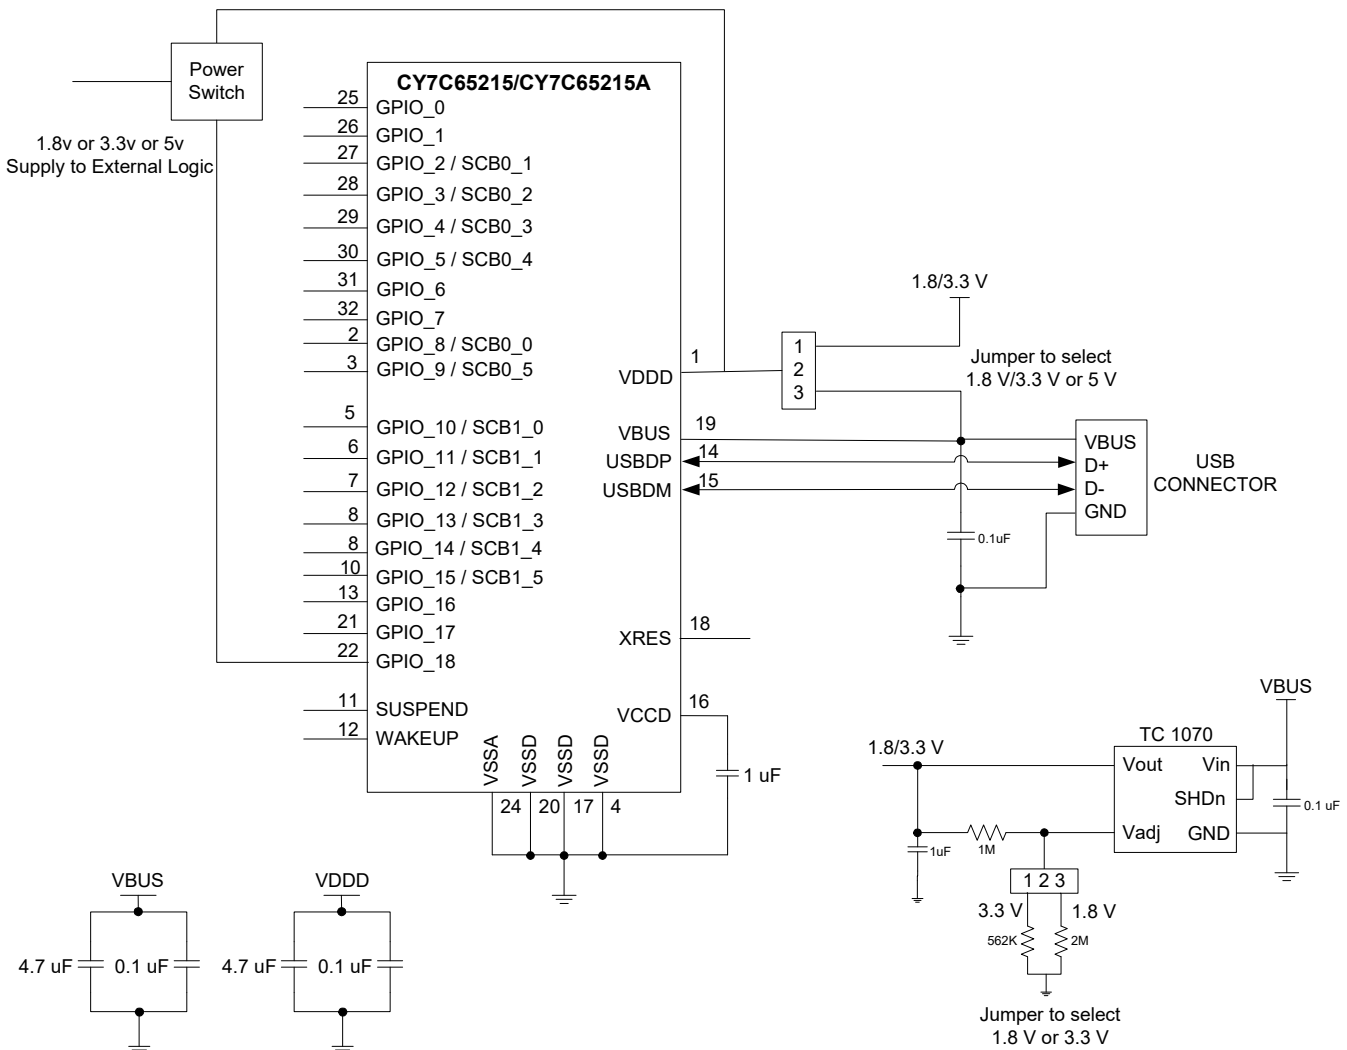 Power
Switch
1.8v or 3.3v or 5v
Supply to External Logic
CY7C65215/CY7C65215A
25 GPIO_0
26 GPIO_1
27 GPIO_2 / SCB0_1
28 GPIO_3 / SCB0_2
29 GPIO_4 / SCB0_3
30 GPIO_5 / SCB0_4
31 GPIO_6
32 GPIO_7
2 GPIO_8 / SCB0_0
3 GPIO_9 / SCB0_5
5 GPIO_10 / SCB1_0
6 GPIO_11 / SCB1_1
7 GPIO_12 / SCB1_2
8 GPIO_13 / SCB1_3
8 GPIO_14 / SCB1_4
10 GPIO_15 / SCB1_5
13 GPIO_16
21 GPIO_17
22 GPIO_18
11 SUSPEND
12 WAKEUP
VDDD 1
VBUS 19
USBDP 14
USBDM 15
XRES 18
VCCD 16
VSSA
VSSD
VSSD
VSSD
24 20 17 4
1 uF
1.8/3.3 V
1
2
3
Jumper to select
1.8 V/3.3 V or 5 V
VBUS
D+
D-
GND
USB
CONNECTOR
0.1uF
VBUS
TC 1070
1.8/3.3 V
Vout Vin
SHDn
Vadj GND
0.1 uF
1uF
1M
1 2 3
3.3 V 1.8 V
562K 2M
Jumper to select
1.8 V or 3.3 V
VBUS
4.7 uF 0.1 uF
VDDD
4.7 uF 0.1 uF